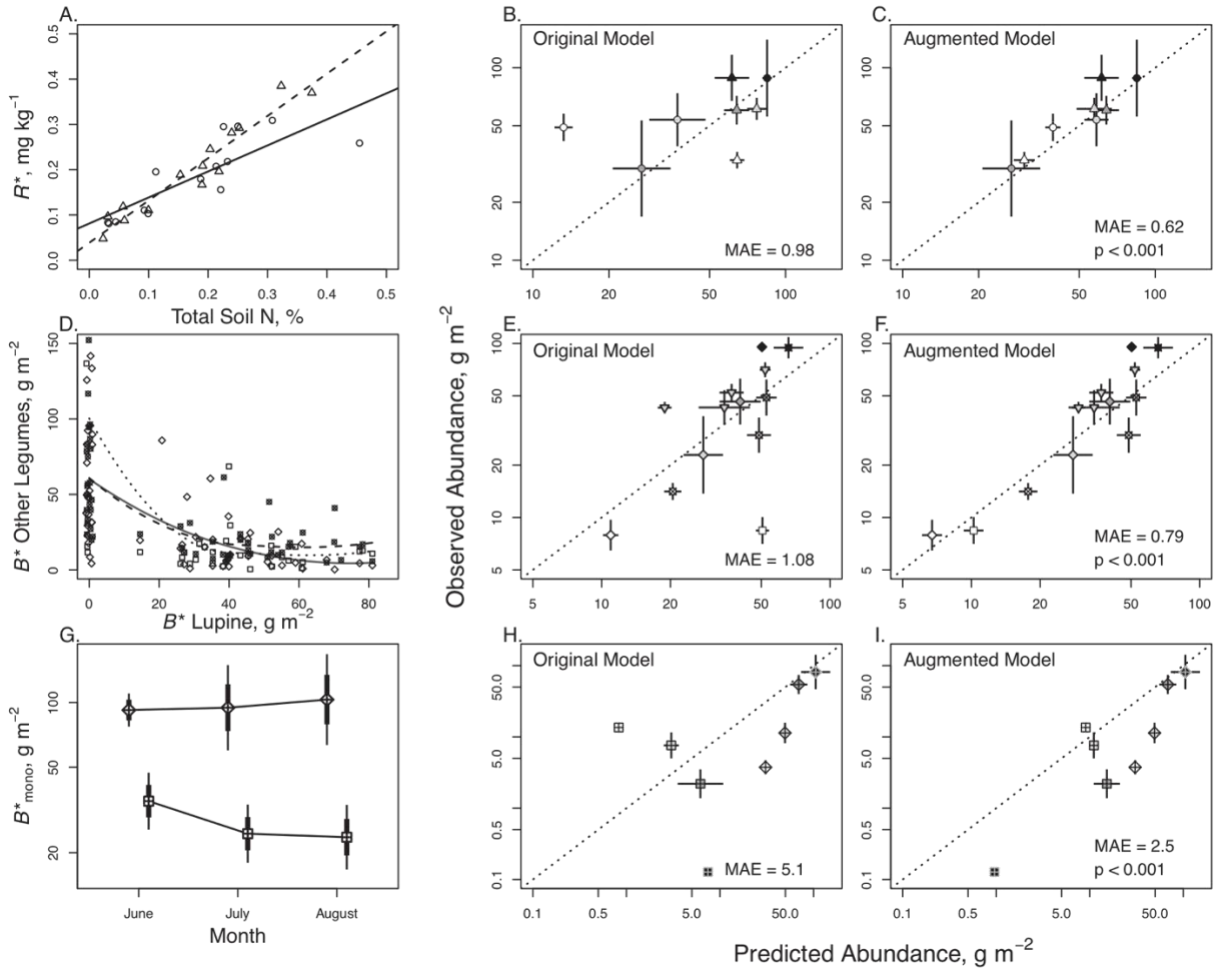 A.
R*, mg kg−1
0.0 0.1 0.2 0.3 0.4 0.5
0.0 0.1 0.2 0.3 0.4 0.5
Total Soil N, %
B.
Original Model
MAE = 0.98
10 20 50 100
10 50 100
C.
Augmented Model
MAE = 0.62
p < 0.001
10 20 50 100
10 50 100
D.
B* Other Legumes, g m−2
0 50 100 150
0 20 40 60 80
B* Lupine, g m−2
Observed Abundance, g m−2
E.
Original Model
MAE = 1.08
5 10 20 50 100
5 10 50 100
F.
Augmented Model
MAE = 0.79
p < 0.001
5 10 20 50 100
5 10 50 100
G.
B*mono, g m−2
20 50 100
June July August
Month
H.
Original Model
MAE = 5.1
0.1 0.5 5.0 50.0
0.1 0.5 5.0 50.0
I.
Augmented Model
MAE = 2.5
p < 0.001
0.1 0.5 5.0 50.0
0.1 0.5 5.0 50.0
Predicted Abundance, g m−2